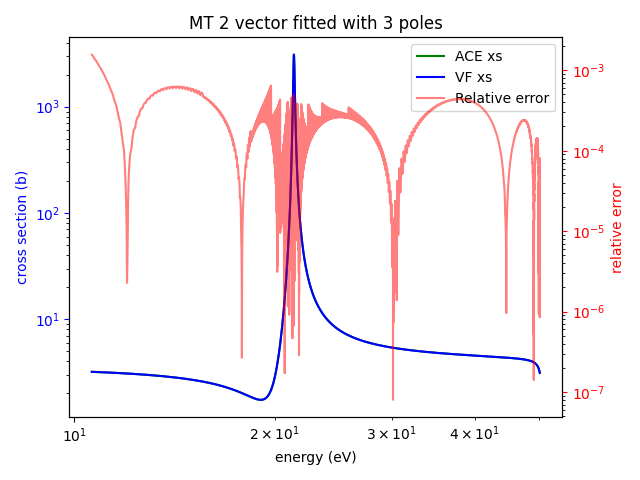 MT 2 vector fitted with 3 poles
ACE xs
VF xs
Relative error
cross section (b)
10³
10²
10¹
relative error
10⁻³
10⁻⁴
10⁻⁵
10⁻⁶
10⁻⁷
10¹ 2 × 10¹ 3 × 10¹ 4 × 10¹
energy (eV)